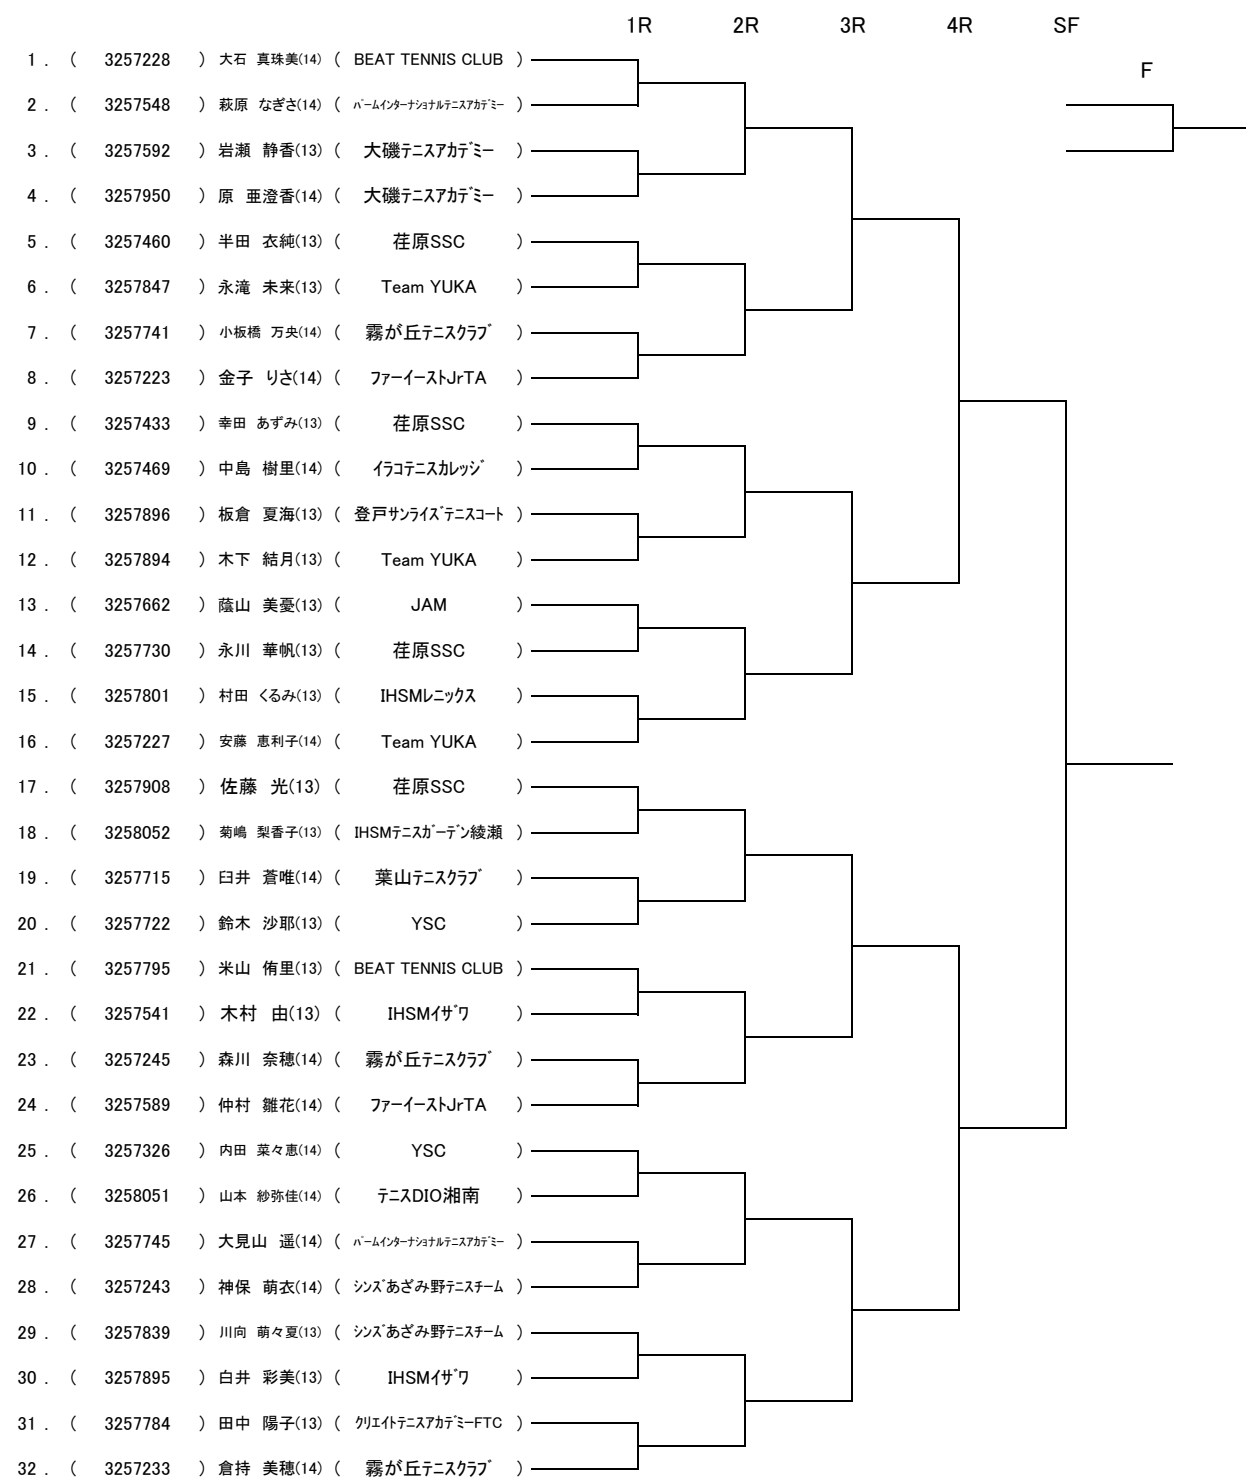 1R 2R 3R 4R SF
F
1 . ( 3257228 ) 大石 真珠美(14) ( BEAT TENNIS CLUB )
2 . ( 3257548 ) 萩原 なぎさ(14) ( ﾊﾟｰﾑｲﾝﾀｰﾅｼｮﾅﾙﾃﾆｽｱｶﾃﾞﾐｰ )
3 . ( 3257592 ) 岩瀬 静香(13) ( 大磯ﾃﾆｽｱｶﾃﾞﾐｰ )
4 . ( 3257950 ) 原 亜澄香(14) ( 大磯ﾃﾆｽｱｶﾃﾞﾐｰ )
5 . ( 3257460 ) 半田 衣純(13) ( 荏原SSC )
6 . ( 3257847 ) 永滝 未来(13) ( Team YUKA )
7 . ( 3257741 ) 小板橋 万央(14) ( 霧が丘ﾃﾆｽｸﾗﾌﾞ )
8 . ( 3257223 ) 金子 りさ(14) ( ﾌｧｰｲｰｽﾄJrTA )
9 . ( 3257433 ) 幸田 あずみ(13) ( 荏原SSC )
10 . ( 3257469 ) 中島 樹里(14) ( ｲﾗｺﾃﾆｽｶﾚｯｼﾞ )
11 . ( 3257896 ) 板倉 夏海(13) ( 登戸ｻﾝﾗｲｽﾞﾃﾆｽｺｰﾄ )
12 . ( 3257894 ) 木下 結月(13) ( Team YUKA )
13 . ( 3257662 ) 蔭山 美憂(13) ( JAM )
14 . ( 3257730 ) 永川 華帆(13) ( 荏原SSC )
15 . ( 3257801 ) 村田 くるみ(13) ( IHSMﾚﾆｯｸｽ )
16 . ( 3257227 ) 安藤 恵利子(14) ( Team YUKA )
17 . ( 3257908 ) 佐藤 光(13) ( 荏原SSC )
18 . ( 3258052 ) 菊嶋 梨香子(13) ( IHSMﾃﾆｽｶﾞｰﾃﾞﾝ綾瀬 )
19 . ( 3257715 ) 臼井 蒼唯(14) ( 葉山ﾃﾆｽｸﾗﾌﾞ )
20 . ( 3257722 ) 鈴木 沙耶(13) ( YSC )
21 . ( 3257795 ) 米山 侑里(13) ( BEAT TENNIS CLUB )
22 . ( 3257541 ) 木村 由(13) ( IHSMｲｻﾞﾜ )
23 . ( 3257245 ) 森川 奈穂(14) ( 霧が丘ﾃﾆｽｸﾗﾌﾞ )
24 . ( 3257589 ) 仲村 雛花(14) ( ﾌｧｰｲｰｽﾄJrTA )
25 . ( 3257326 ) 内田 菜々恵(14) ( YSC )
26 . ( 3258051 ) 山本 紗弥佳(14) ( ﾃﾆｽDIO湘南 )
27 . ( 3257745 ) 大見山 遥(14) ( ﾊﾟｰﾑｲﾝﾀｰﾅｼｮﾅﾙﾃﾆｽｱｶﾃﾞﾐｰ )
28 . ( 3257243 ) 神保 萌衣(14) ( ｼﾝｽﾞあざみ野ﾃﾆｽﾁｰﾑ )
29 . ( 3257839 ) 川向 萌々夏(13) ( ｼﾝｽﾞあざみ野ﾃﾆｽﾁｰﾑ )
30 . ( 3257895 ) 白井 彩美(13) ( IHSMｲｻﾞﾜ )
31 . ( 3257784 ) 田中 陽子(13) ( ｸﾘｴｲﾄﾃﾆｽｱｶﾃﾞﾐｰFTC )
32 . ( 3257233 ) 倉持 美穂(14) ( 霧が丘ﾃﾆｽｸﾗﾌﾞ )